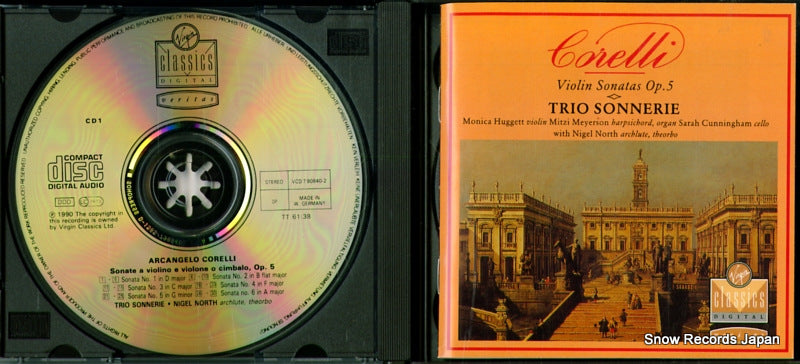 Virgin
classics
DIGITAL
veritas
CD 1
COMPACT
disc
DIGITAL AUDIO
STEREO
VCD 7 90840-2
MADE IN
W. GERMANY
TT 61:38
℗ 1990 The copyright in
this recording is owned
by Virgin Classics Ltd.
ARCANGELO CORELLI
Sonate a violino e violone o cimbalo, Op. 5
Sonata No. 1 in D major
Sonata No. 2 in B flat major
Sonata No. 3 in C major
Sonata No. 4 in F major
Sonata No. 5 in G minor
Sonata No. 6 in A major
TRIO SONNERIE • NIGEL NORTH archlute, theorbo
Corelli
Violin Sonatas Op.5
TRIO SONNERIE
Monica Huggett violin Mitzi Meyerson harpsichord, organ Sarah Cunningham cello
with Nigel North archlute, theorbo
Virgin
classics
DIGITAL
Snow Records Japan